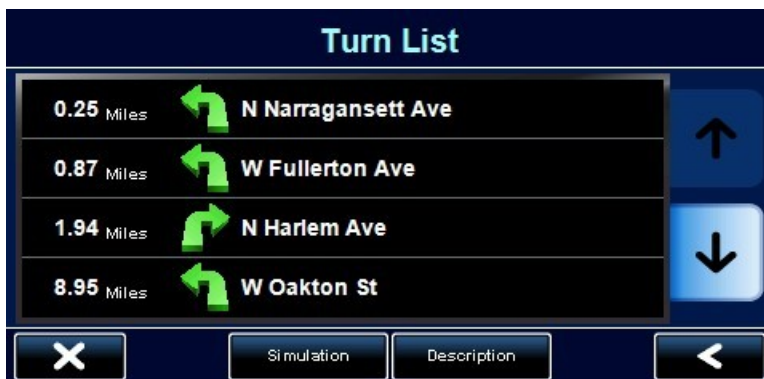 Turn List
0.25 Miles N Narragansett Ave
0.87 Miles W Fullerton Ave
1.94 Miles N Harlem Ave
8.95 Miles W Oakton St
Simulation Description